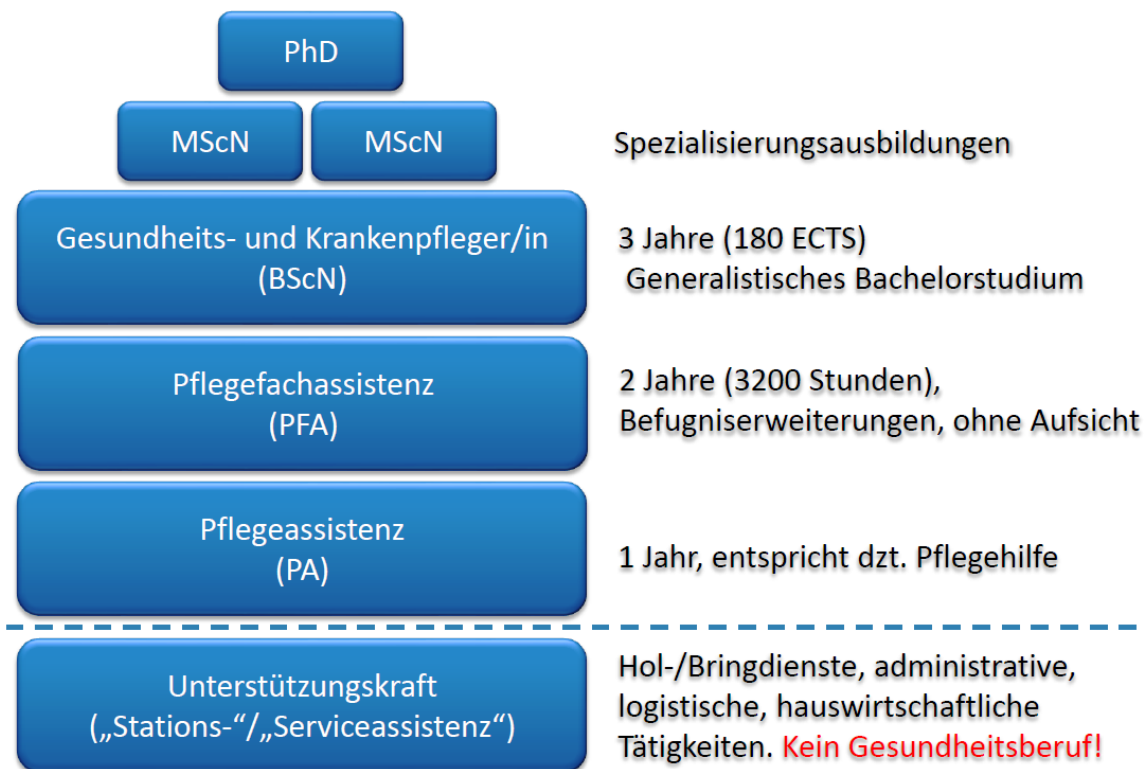 PhD
MScN
MScN
Spezialisierungsausbildungen
Gesundheits- und Krankenpfleger/in
(BScN)
3 Jahre (180 ECTS)
Generalistisches Bachelorstudium
Pflegefachassistenz
(PFA)
2 Jahre (3200 Stunden),
Befugniserweiterungen, ohne Aufsicht
Pflegeassistenz
(PA)
1 Jahr, entspricht dzt. Pflegehilfe
Unterstützungskraft
(„Stations-“/„Serviceassistenz“)
Hol-/Bringdienste, administrative,
logistische, hauswirtschaftliche
Tätigkeiten. Kein Gesundheitsberuf!